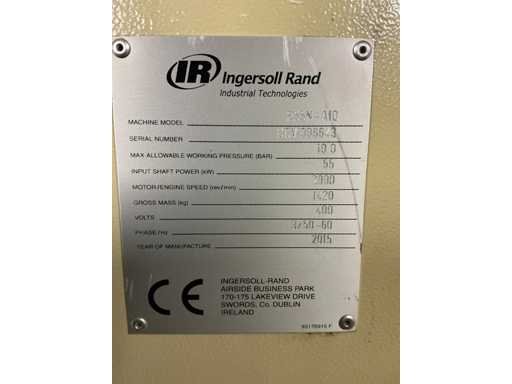 IR Ingersoll Rand
Industrial Technologies
MACHINE MODEL
SERIAL NUMBER
MAX ALLOWABLE WORKING PRESSURE (BAR) 10.0
INPUT SHAFT POWER (kW) 55
MOTOR/ENGINE SPEED (rev/min)
GROSS MASS (kg) 1420
VOLTS 400
PHASE/Hz 3/50-60
YEAR OF MANUFACTURE 2015
CE
INGERSOLL-RAND
AIRSIDE BUSINESS PARK
170-175 LAKEVIEW DRIVE
SWORDS, Co. DUBLIN
IRELAND